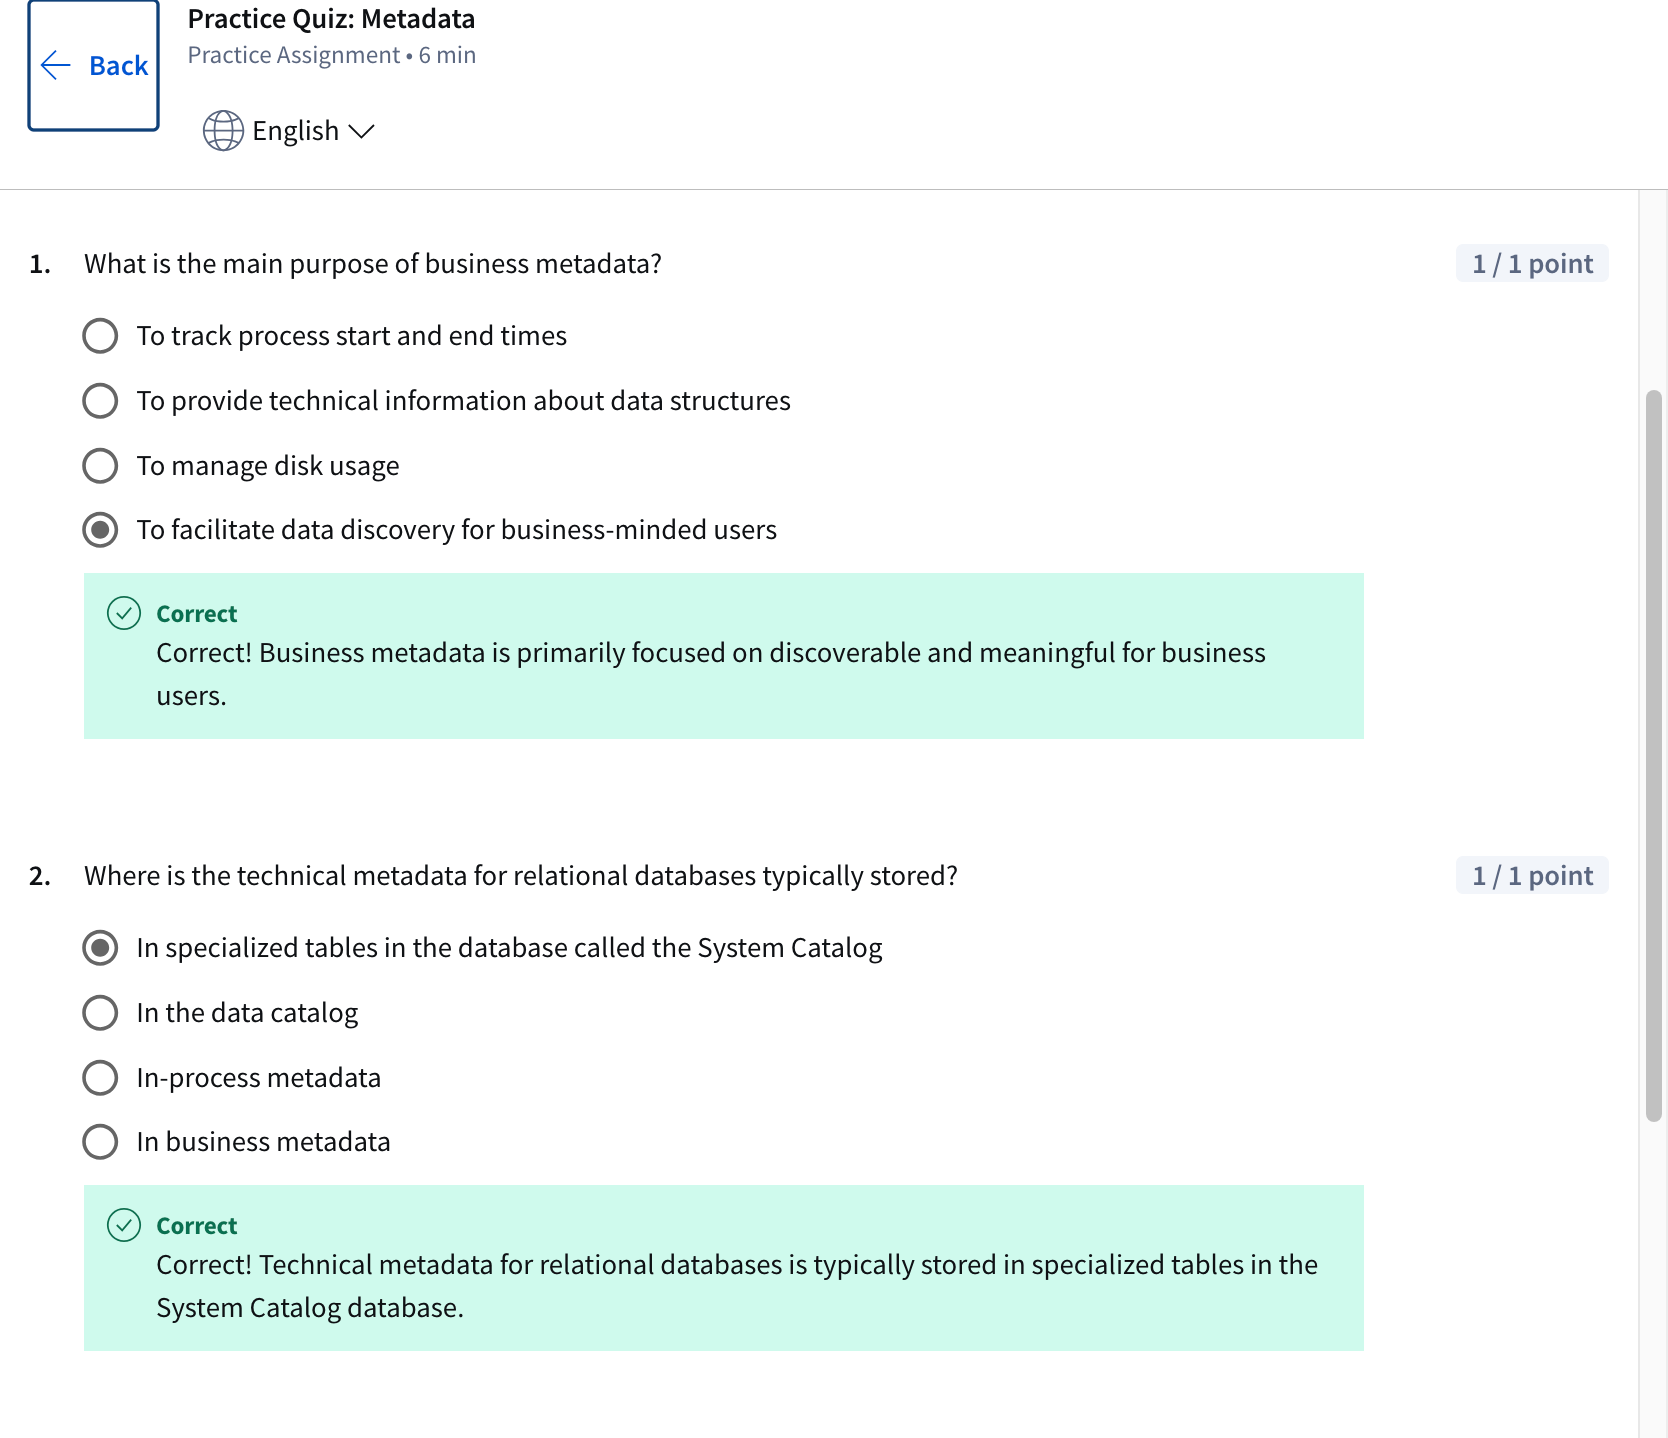 Back
Practice Quiz: Metadata
Practice Assignment • 6 min
English
1. What is the main purpose of business metadata?
1 / 1 point
To track process start and end times
To provide technical information about data structures
To manage disk usage
To facilitate data discovery for business-minded users
Correct
Correct! Business metadata is primarily focused on discoverable and meaningful for business
users.
2. Where is the technical metadata for relational databases typically stored?
1 / 1 point
In specialized tables in the database called the System Catalog
In the data catalog
In-process metadata
In business metadata
Correct
Correct! Technical metadata for relational databases is typically stored in specialized tables in the
System Catalog database.